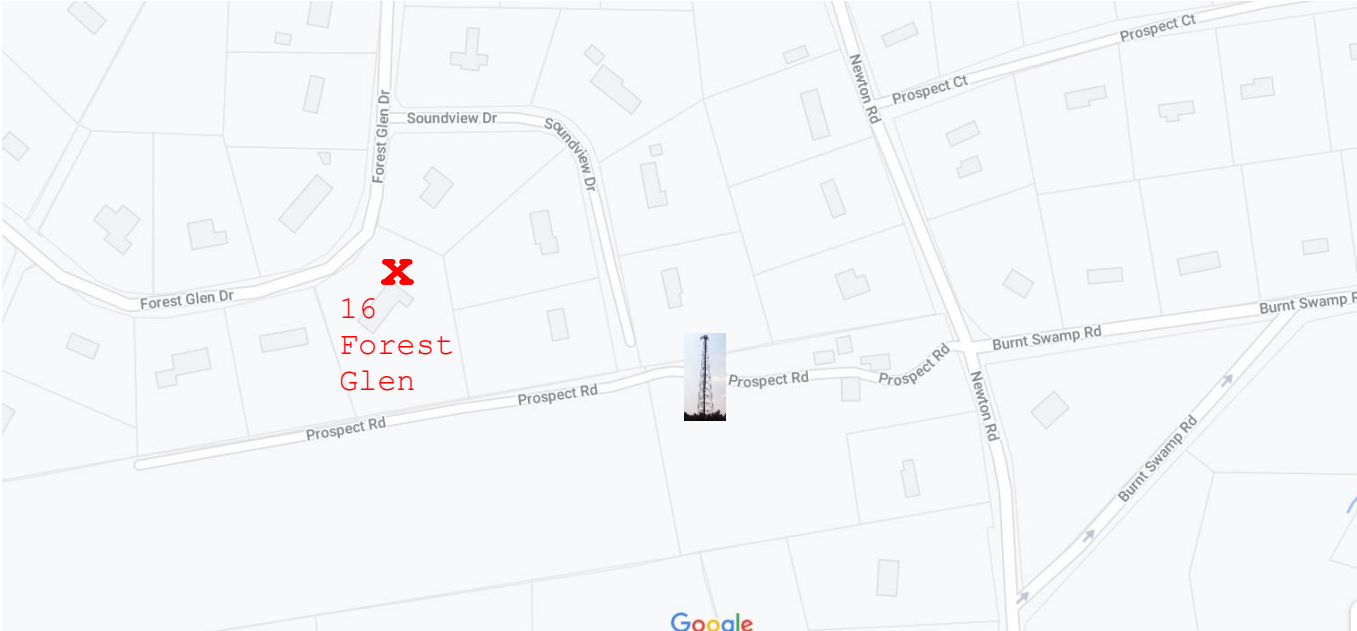 Prospect Ct
Prospect Ct
Newton Rd
Forest Glen Dr
Soundview Dr
Soundview Dr
X
16
Forest
Glen
Forest Glen Dr
Burnt Swamp Rd
Burnt Swamp R
Prospect Rd
Prospect Rd
Prospect Rd
Prospect Rd
Newton Rd
Burnt Swamp Rd
Google